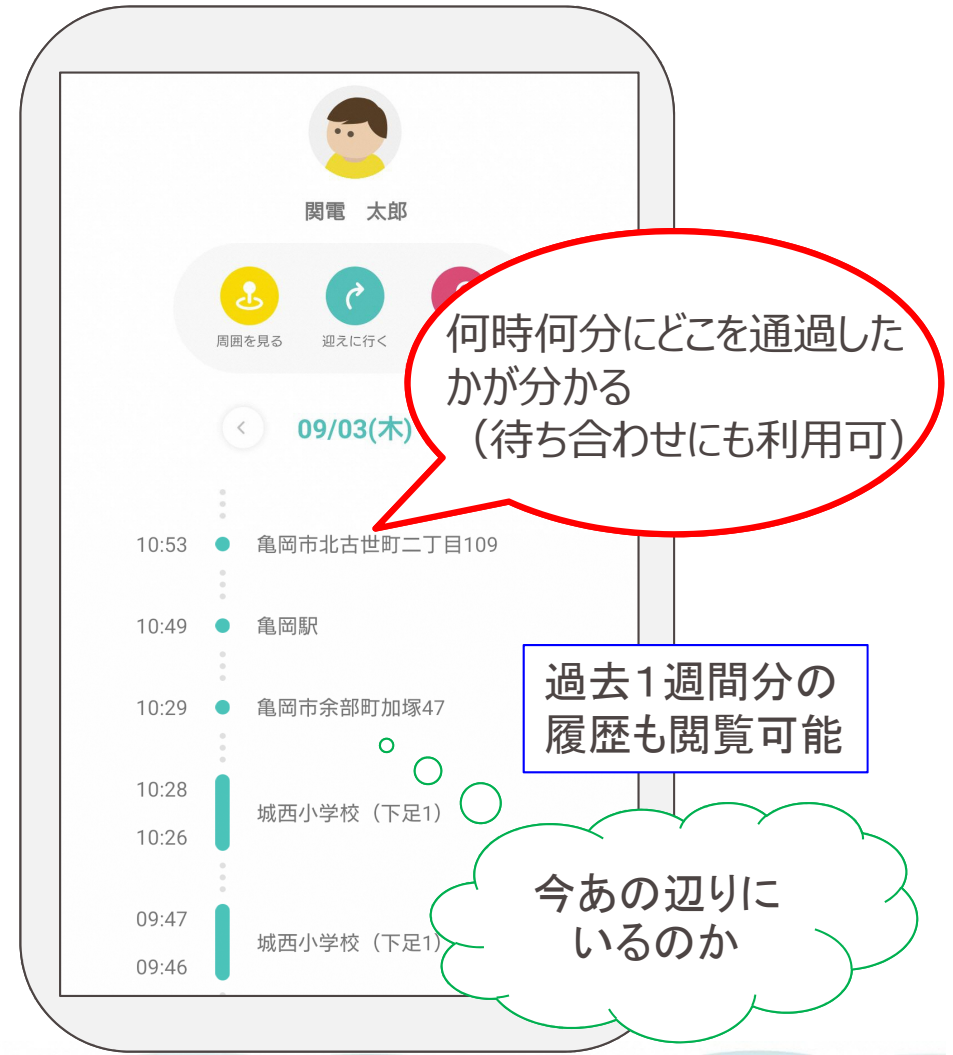 関電　太郎
周囲を見る
迎えに行く
何時何分にどこを通過した
かが分かる
（待ち合わせにも利用可）
09/03(木)
10:53
亀岡市北古世町二丁目109
10:49
亀岡駅
10:29
亀岡市余部町加塚47
過去１週間分の
履歴も閲覧可能
10:28
城西小学校（下足1）
10:26
今あの辺りに
いるのか
09:47
城西小学校（下足1）
09:46